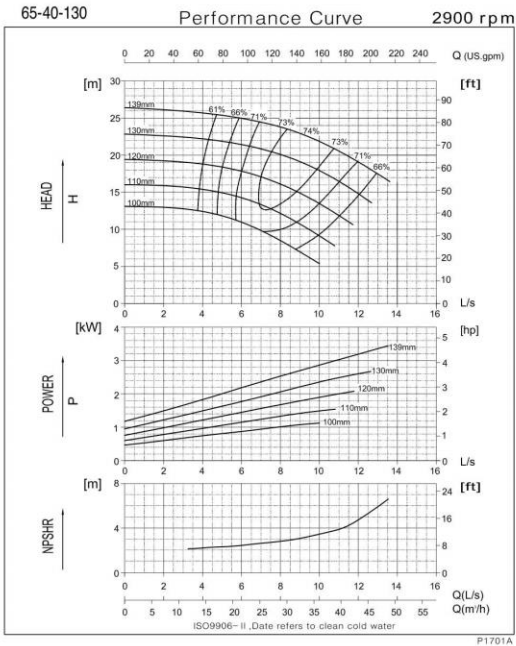 65-40-130 Performance Curve 2900 rpm
0 20 40 60 80 100 120 140 160 180 200 220 240 Q (US.gpm)
[m] [ft]
30 25 20 15 10 5 0
90 80 70 60 50 40 30 20 10 0
HEAD H
139mm 130mm 120mm 110mm 100mm
61% 66% 71% 73% 74% 73% 71% 66%
0 2 4 6 8 10 12 14 16 L/s
[kW] [hp]
4 3 2 1 0
5 4 3 2 1 0
POWER P
139mm
130mm
120mm
110mm
100mm
0 2 4 6 8 10 12 14 16 L/s
[m] [ft]
8 4 0
24 16 8 0
NPSHR
0 2 4 6 8 10 12 14 16
Q(L/s)
0 5 10 15 20 25 30 35 40 45 50 55 Q(m³/h)
ISO9906-II ,Date refers to clean cold water
P1701A